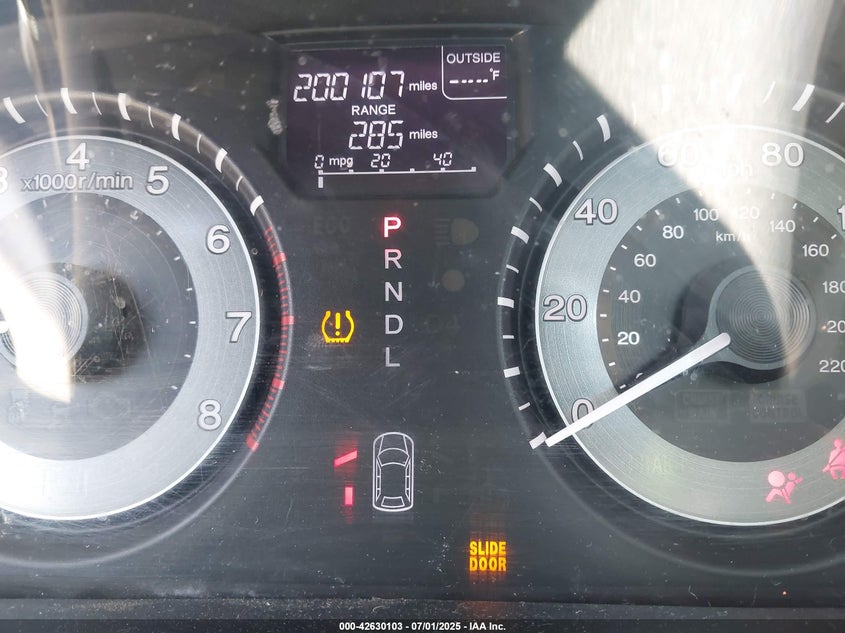 OUTSIDE
200107 miles
-----°F
RANGE
285 miles
0 mpg 20 40
4
x1000r/min
5
6
7
8
P
R
N
D
L
60
80
40
20
0
100 120
80
140
km/h
60
160
40
180
20
220
SLIDE
DOOR
000-42630103 - 07/01/2025 - IAA Inc.